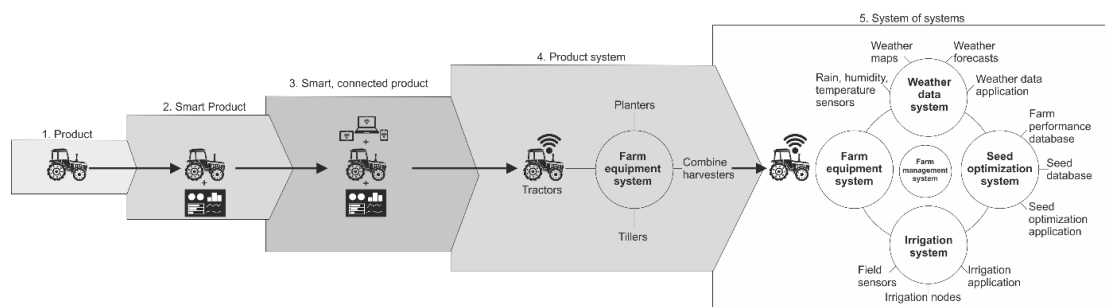 1. Product
2. Smart Product
3. Smart, connected product
4. Product system
5. System of systems
+
+
+
Tractors
Planters
Farm
equipment
system
Combine
harvesters
Tillers
Weather
maps
Weather
forecasts
Rain, humidity,
temperature
sensors
Weather
data
system
Weather data
application
Farm
equipment
system
Farm
management
system
Seed
optimization
system
Farm
performance
database
Seed
database
Seed
optimization
application
Irrigation
system
Field
sensors
Irrigation nodes
Irrigation
application